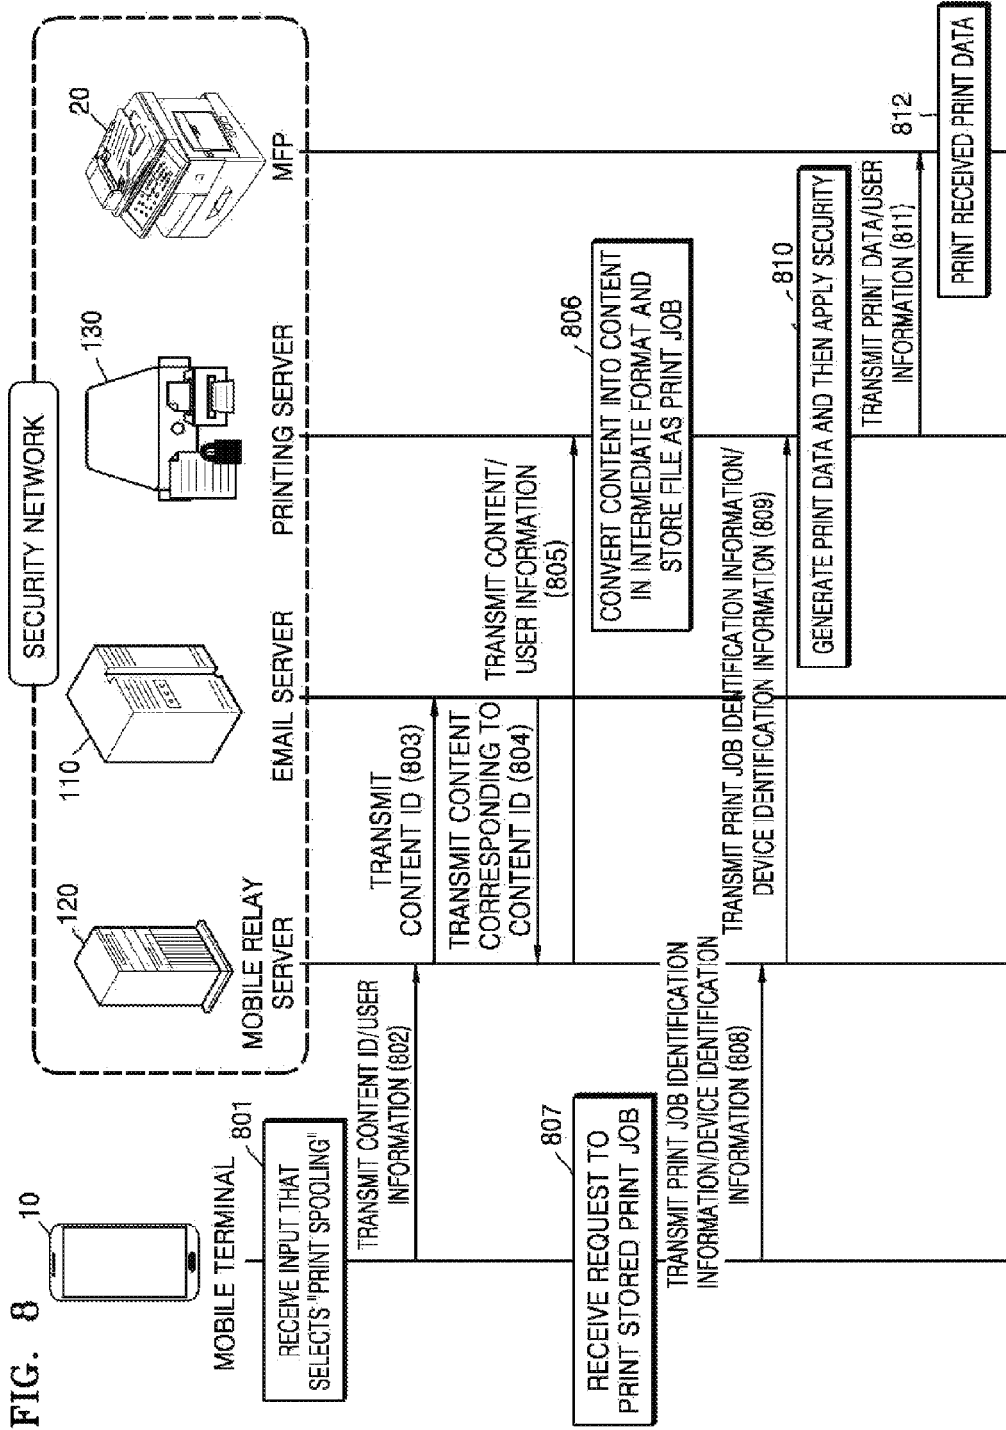 FIG. 8
SECURITY NETWORK
10
120
110
130
20
MOBILE TERMINAL
MOBILE RELAY
SERVER
EMAIL SERVER
PRINTING SERVER
MFP
801
RECEIVE INPUT THAT
SELECTS "PRINT SPOOLING"
TRANSMIT CONTENT ID/USER
INFORMATION (802)
TRANSMIT
CONTENT ID (803)
TRANSMIT CONTENT
CORRESPONDING TO
CONTENT ID (804)
TRANSMIT CONTENT/
USER INFORMATION
(805)
806
CONVERT CONTENT INTO CONTENT
IN INTERMEDIATE FORMAT AND
STORE FILE AS PRINT JOB
807
RECEIVE REQUEST TO
PRINT STORED PRINT JOB
TRANSMIT PRINT JOB IDENTIFICATION
INFORMATION/DEVICE IDENTIFICATION
INFORMATION (808)
TRANSMIT PRINT JOB IDENTIFICATION INFORMATION/
DEVICE IDENTIFICATION INFORMATION (809)
810
GENERATE PRINT DATA AND THEN APPLY SECURITY
TRANSMIT PRINT DATA/USER
INFORMATION (811)
812
PRINT RECEIVED PRINT DATA